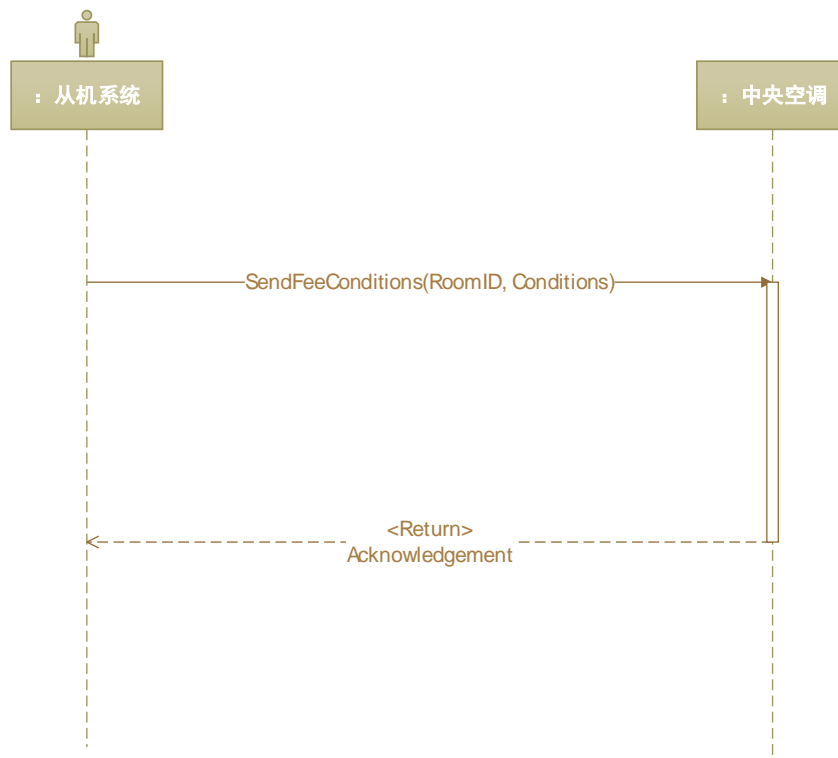 ：从机系统
：中央空调
SendFeeConditions(RoomID, Conditions)
<Return>
Acknowledgement